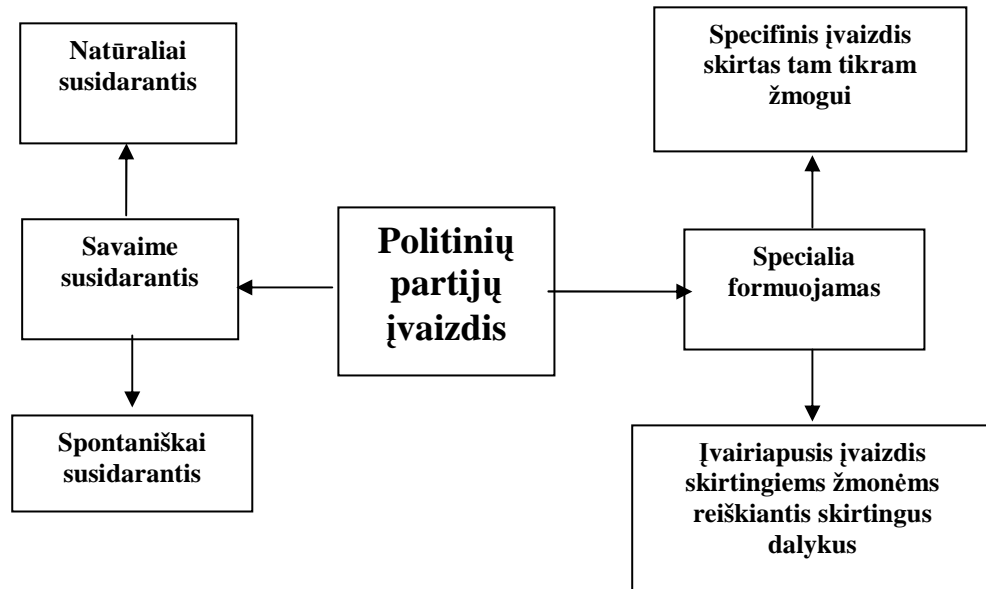 Natūraliai
susidarantis
Specifinis įvaizdis
skirtas tam tikram
žmogui
Savaime
susidarantis
Politinių
partijų
įvaizdis
Specialia
formuojamas
Spontaniškai
susidarantis
Įvairiapusis įvaizdis
skirtingiems žmonėms
reiškiantis skirtingus
dalykus